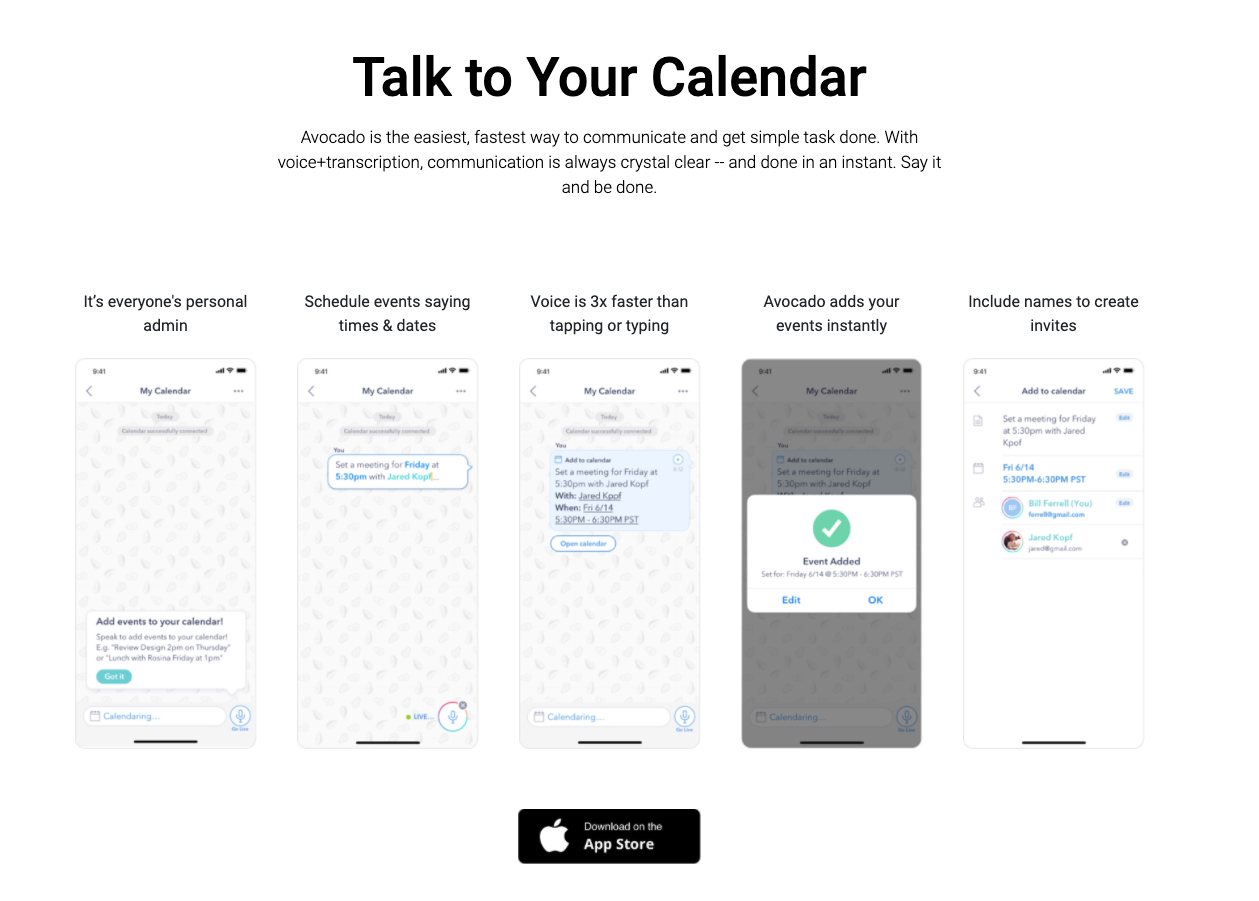 Talk to Your Calendar
Avocado is the easiest, fastest way to communicate and get simple task done. With
voice+transcription, communication is always crystal clear -- and done in an instant. Say it
and be done.
It's everyone's personal
admin
Schedule events saying
times & dates
Voice is 3x faster than
tapping or typing
Avocado adds your
events instantly
Include names to create
invites
9:41
My Calendar
Today
Calendar successfully connected
Add events to your calendar!
Speak to add events to your calendar!
E.g. "Review Design 2pm on Thursday"
or "Lunch with Rosina Friday at 1pm"
Got it
Calendaring...
Go Live
9:41
My Calendar
Today
Calendar successfully connected
You
Set a meeting for Friday at
5:30pm with Jared Kopf...
LIVE...
9:41
My Calendar
Today
Calendar successfully connected
You
Add to calendar
Set a meeting for Friday at
5:30pm with Jared Kopf
With: Jared Kpof
When: Fri 6/14
5:30PM - 6:30PM PST
Open calendar
Calendaring...
Go Live
9:41
My Calendar
Today
Calendar successfully connected
You
Add to calendar
Set a meeting for Friday at
5:30pm with Jared Kopf
Event Added
Set for: Friday 6/14 @ 5:30PM - 6:30PM PST
Edit
OK
Calendaring...
Go Live
9:41
Add to calendar
SAVE
Set a meeting for Friday
at 5:30pm with Jared
Kpof
Edit
Fri 6/14
5:30PM-6:30PM PST
Edit
BF
Bill Ferrell (You)
Edit
Jared Kopf
jared@gmail.com
Download on the
App Store